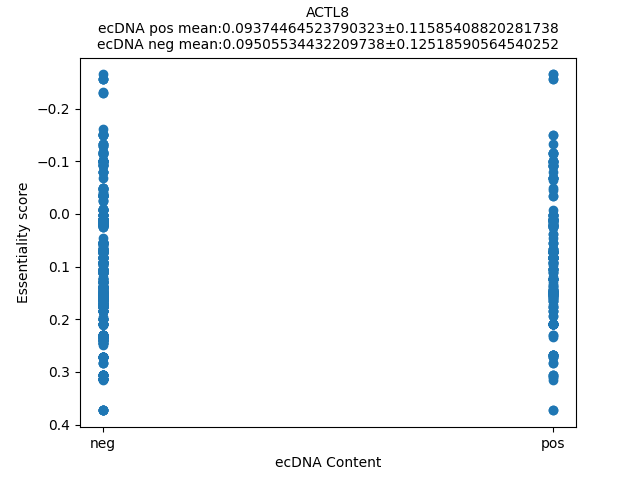 ACTL8
ecDNA pos mean:0.09374464523790323±0.11585408820281738
ecDNA neg mean:0.09505534432209738±0.12518590564540252
−0.2
−0.1
0.0
0.1
0.2
0.3
0.4
Essentiality score
neg
pos
ecDNA Content